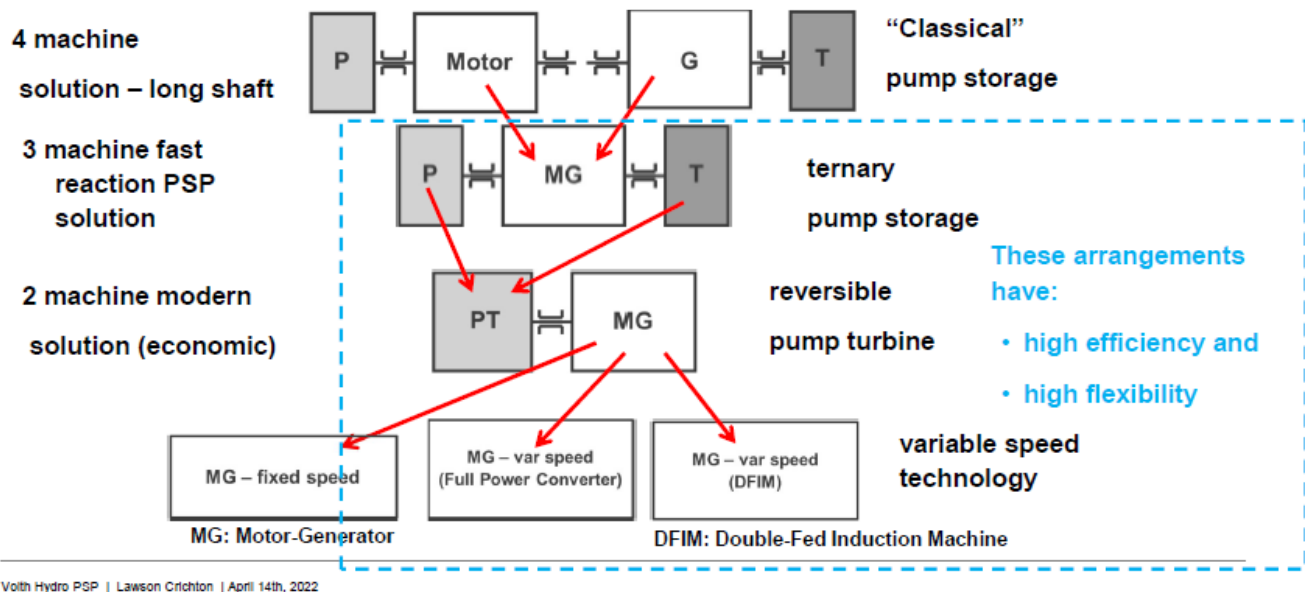 4 machine
solution – long shaft
P
Motor
G
T
“Classical”
pump storage
3 machine fast
reaction PSP
solution
P
MG
T
ternary
pump storage
These arrangements
have:
• high efficiency and
• high flexibility
2 machine modern
solution (economic)
PT
MG
reversible
pump turbine
MG – fixed speed
MG – var speed
(Full Power Converter)
MG – var speed
(DFIM)
variable speed
technology
MG: Motor-Generator
DFIM: Double-Fed Induction Machine
Voith Hydro PSP | Lawson Crichton | April 14th, 2022